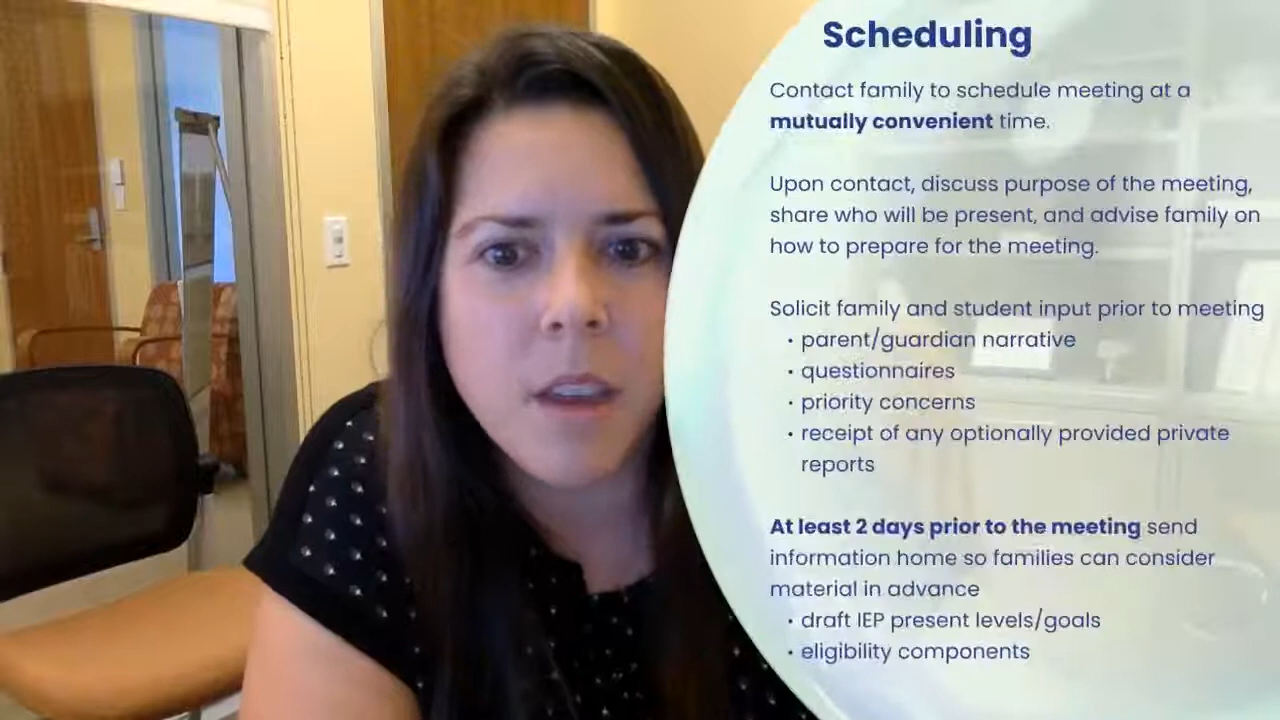 Scheduling
Contact family to schedule meeting at a
mutually convenient time.
Upon contact, discuss purpose of the meeting,
share who will be present, and advise family on
how to prepare for the meeting.
Solicit family and student input prior to meeting
• parent/guardian narrative
• questionnaires
• priority concerns
• receipt of any optionally provided private
reports
At least 2 days prior to the meeting send
information home so families can consider
material in advance
• draft IEP present levels/goals
• eligibility components